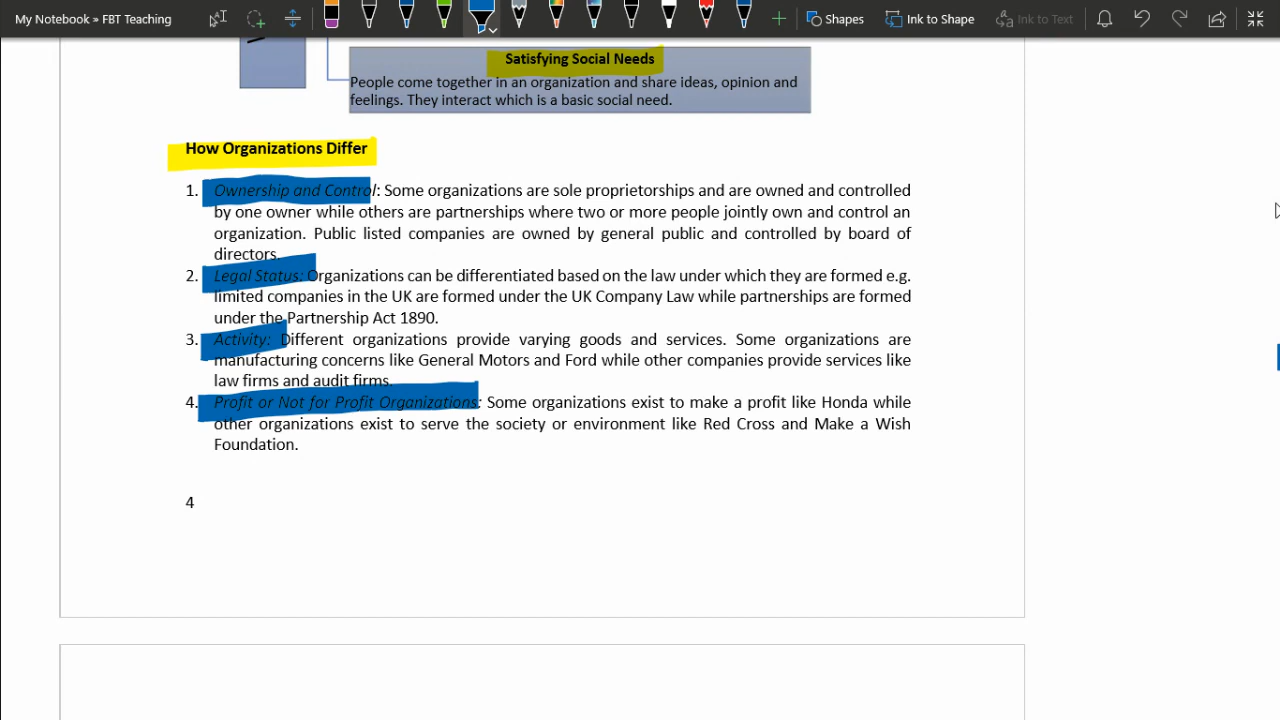 My Notebook » FBT Teaching
Shapes
Ink to Shape
Ink to Text
Satisfying Social Needs
People come together in an organization and share ideas, opinion and
feelings. They interact which is a basic social need.
How Organizations Differ
1. Ownership and Control: Some organizations are sole proprietorships and are owned and controlled
by one owner while others are partnerships where two or more people jointly own and control an
organization. Public listed companies are owned by general public and controlled by board of
directors.
2. Legal Status: Organizations can be differentiated based on the law under which they are formed e.g.
limited companies in the UK are formed under the UK Company Law while partnerships are formed
under the Partnership Act 1890.
3. Activity: Different organizations provide varying goods and services. Some organizations are
manufacturing concerns like General Motors and Ford while other companies provide services like
law firms and audit firms.
4. Profit or Not for Profit Organizations: Some organizations exist to make a profit like Honda while
other organizations exist to serve the society or environment like Red Cross and Make a Wish
Foundation.
4